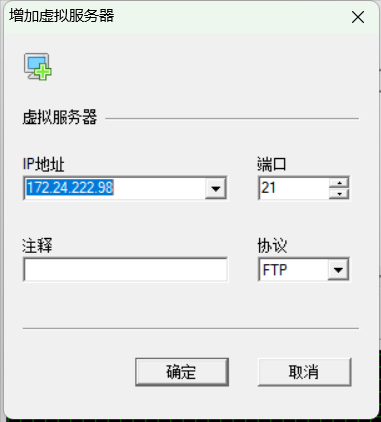 增加虚拟服务器
虚拟服务器
IP地址
端口
172.24.222.98
21
注释
协议
FTP
确定
取消